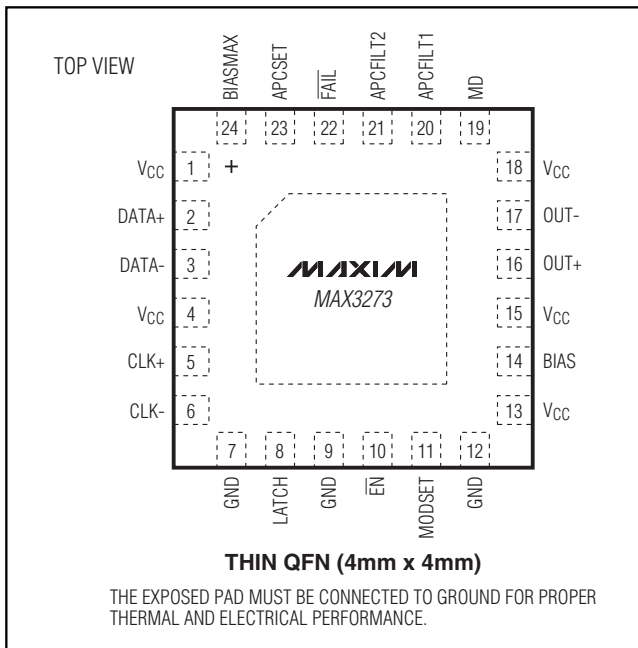 TOP VIEW
BIASMAX
APCSET
FAIL
APCFILT2
APCFILT1
MD
24 23 22 21 20 19
VCC 1 + 18 VCC
DATA+ 2 17 OUT-
DATA- 3 MAXIM 16 OUT+
MAX3273
VCC 4 15 VCC
CLK+ 5 14 BIAS
CLK- 6 13 VCC
7 8 9 10 11 12
GND
LATCH
GND
EN
MODSET
GND
THIN QFN (4mm x 4mm)
THE EXPOSED PAD MUST BE CONNECTED TO GROUND FOR PROPER
THERMAL AND ELECTRICAL PERFORMANCE.